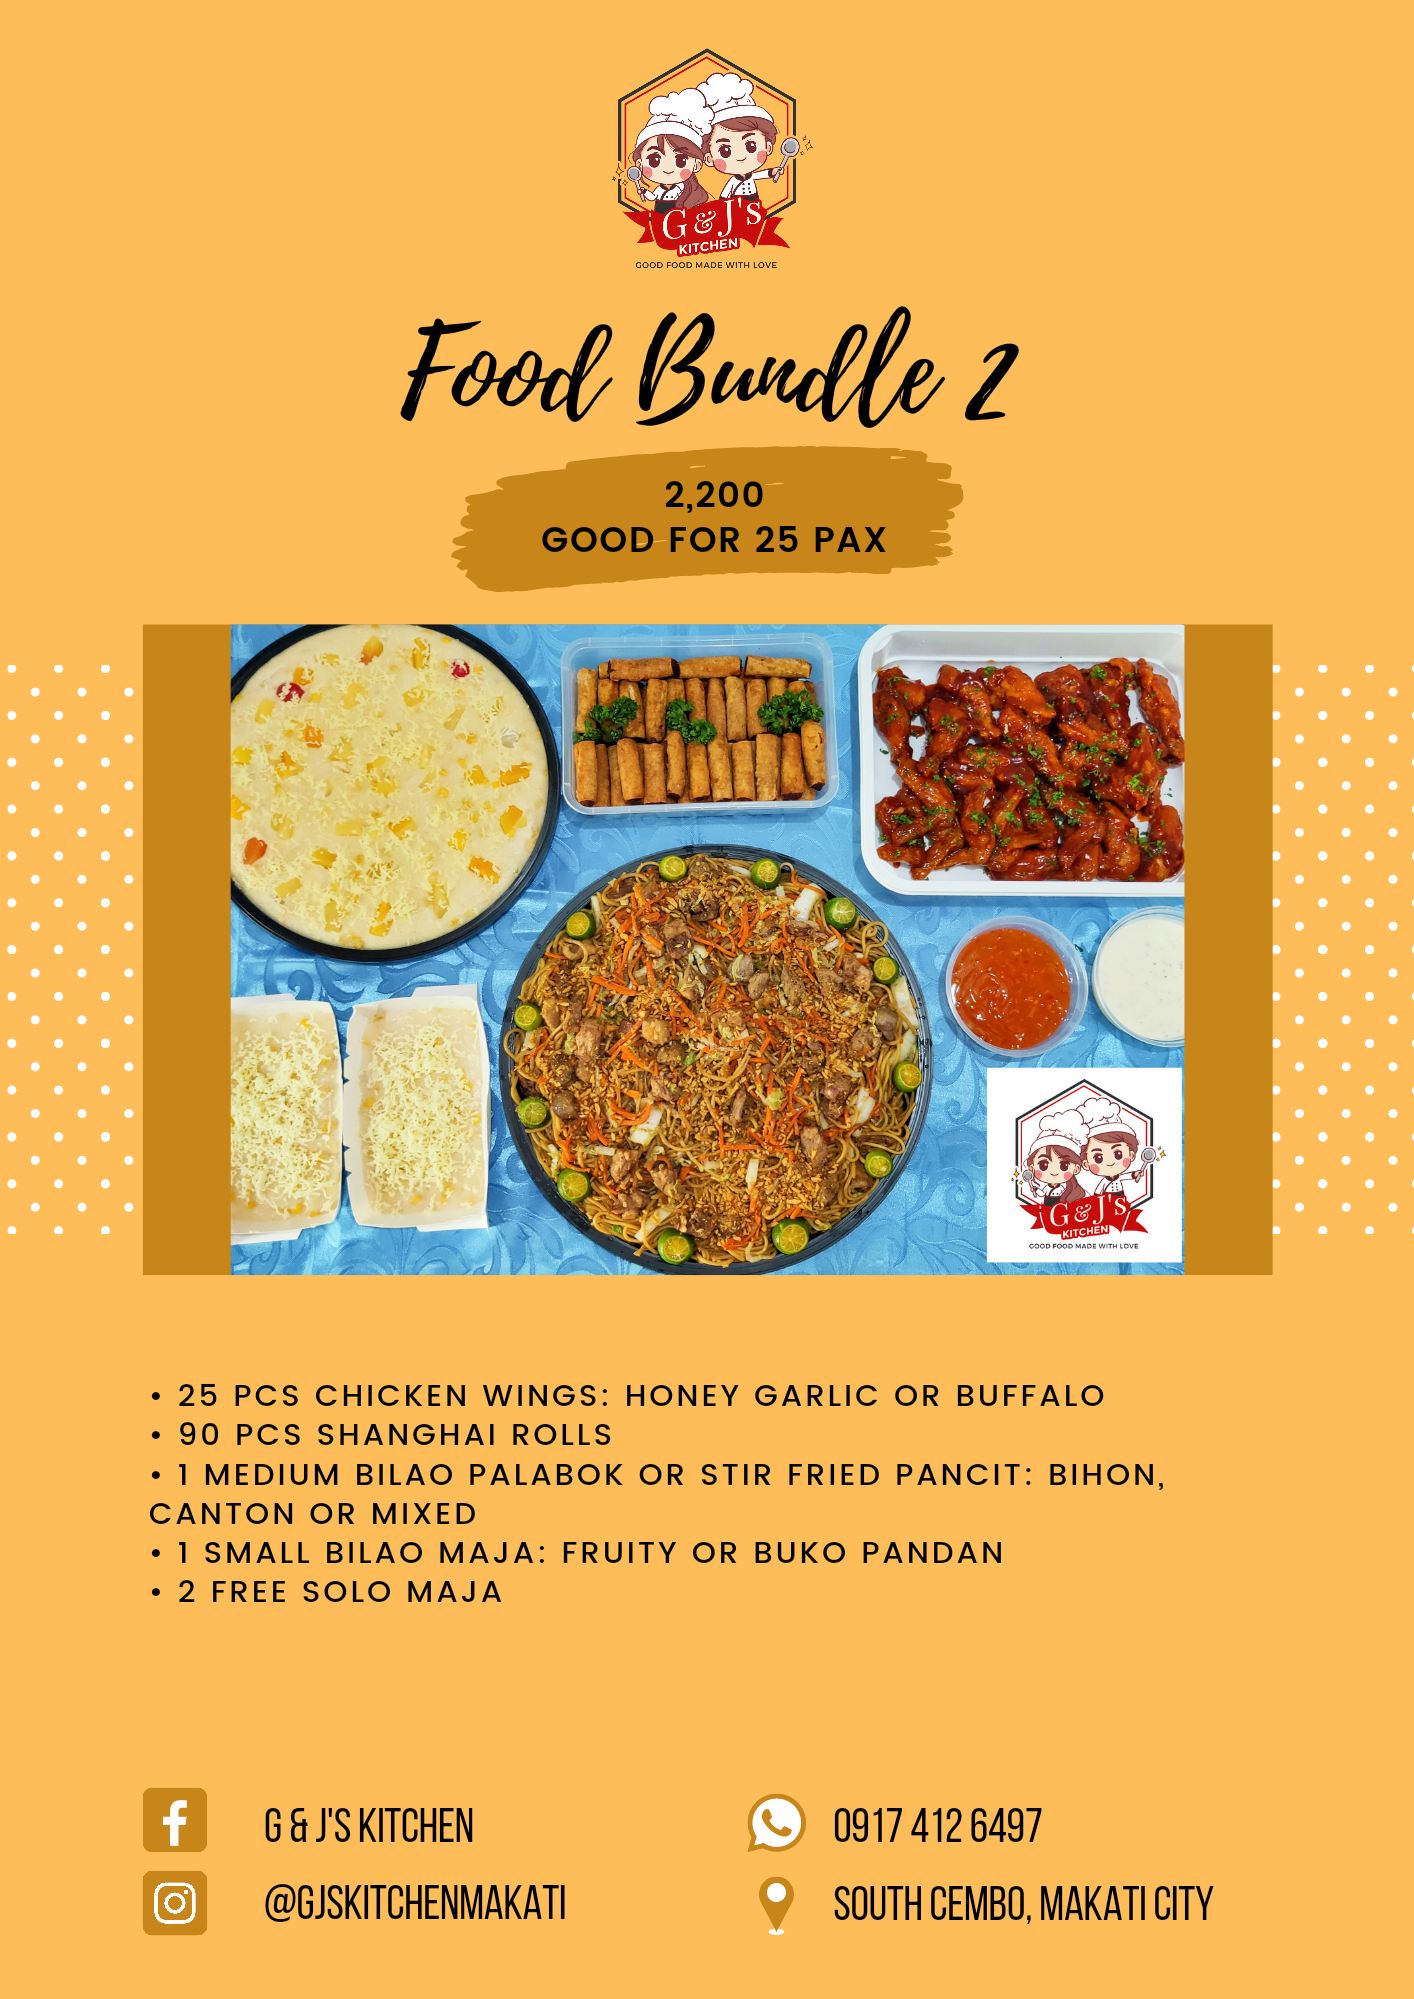 G & J's
KITCHEN
GOOD FOOD MADE WITH LOVE
Food Bundle 2
2,200
GOOD FOR 25 PAX
G & J's
KITCHEN
GOOD FOOD MADE WITH LOVE
• 25 PCS CHICKEN WINGS: HONEY GARLIC OR BUFFALO
• 90 PCS SHANGHAI ROLLS
• 1 MEDIUM BILAO PALABOK OR STIR FRIED PANCIT: BIHON,
CANTON OR MIXED
• 1 SMALL BILAO MAJA: FRUITY OR BUKO PANDAN
• 2 FREE SOLO MAJA
G & J'S KITCHEN
@GJSKITCHENMAKATI
0917 412 6497
SOUTH CEMBO, MAKATI CITY